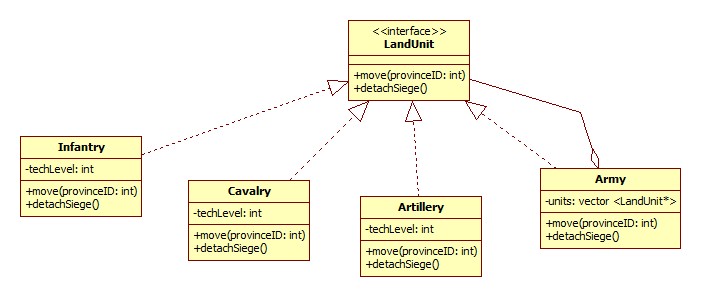 <<interface>>
LandUnit
+move(provinceID: int)
+detachSiege()
Infantry
-techLevel: int
+move(provinceID: int)
+detachSiege()
Cavalry
-techLevel: int
+move(provinceID: int)
+detachSiege()
Artillery
-techLevel: int
+move(provinceID: int)
+detachSiege()
Army
-units: vector <LandUnit*>
+move(provinceID: int)
+detachSiege()